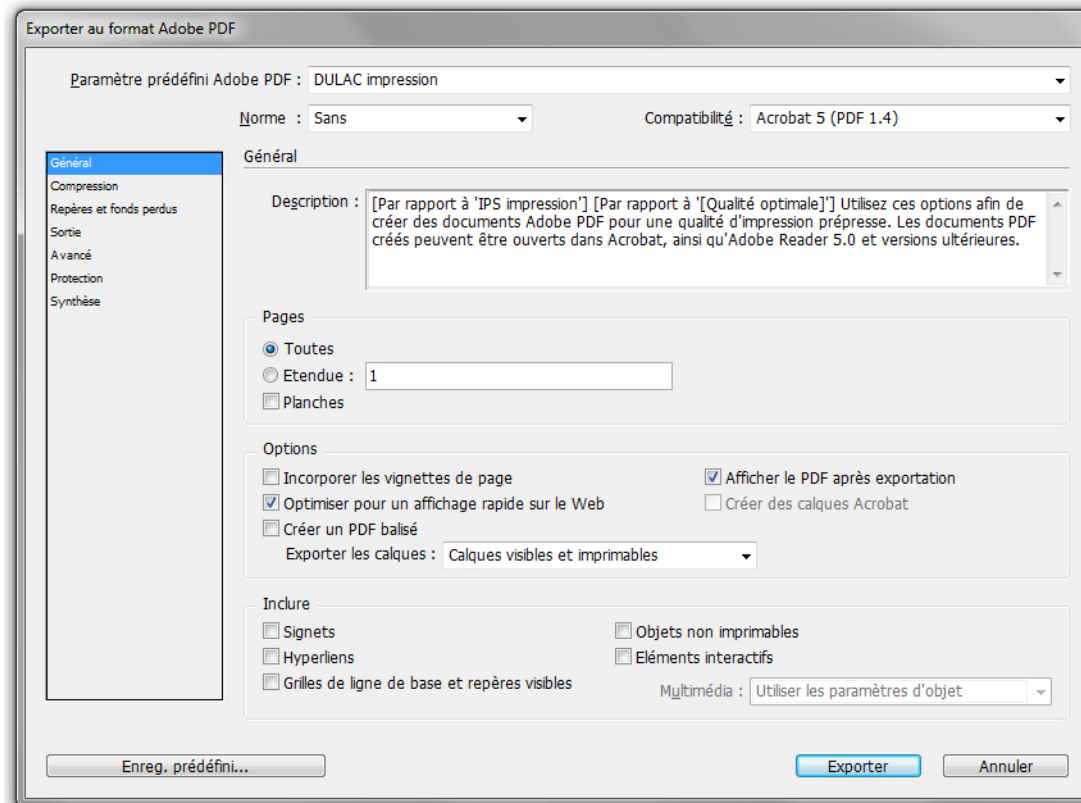 Exporter au format Adobe PDF
Paramètre prédéfini Adobe PDF : DULAC impression
Norme : Sans Compatibilité : Acrobat 5 (PDF 1.4)
Général
Compression
Repères et fonds perdus
Sortie
Avancé
Protection
Synthèse
Général
Description : [Par rapport à 'IPS impression'] [Par rapport à '[Qualité optimale]'] Utilisez ces options afin de
créer des documents Adobe PDF pour une qualité d'impression prépresse. Les documents PDF
créés peuvent être ouverts dans Acrobat, ainsi qu'Adobe Reader 5.0 et versions ultérieures.
Pages
Toutes
Etendue : 1
Planches
Options
Incorporer les vignettes de page Afficher le PDF après exportation
Optimiser pour un affichage rapide sur le Web Créer des calques Acrobat
Créer un PDF balisé
Exporter les calques : Calques visibles et imprimables
Inclure
Signets Objets non imprimables
Hyperliens Eléments interactifs
Grilles de ligne de base et repères visibles
Multimédia : Utiliser les paramètres d'objet
Enreg. prédéfini... Exporter Annuler